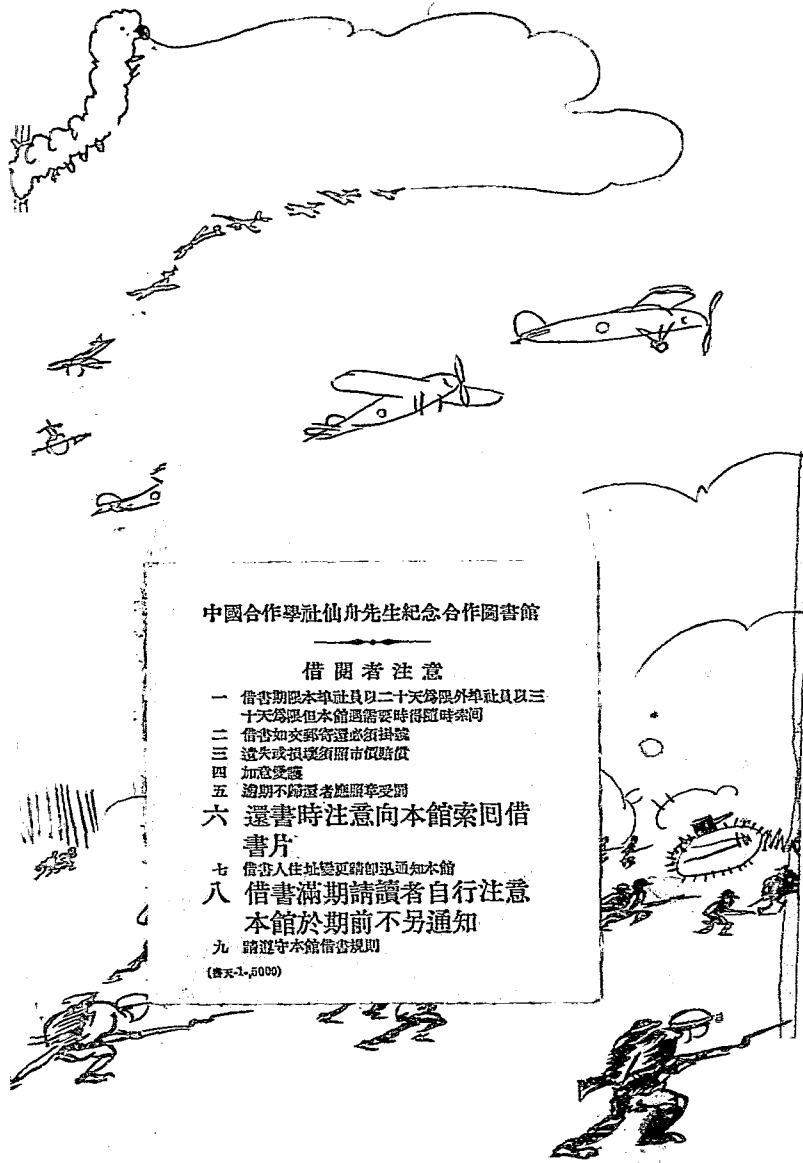 中國合作學社仙舟先生紀念合作圖書館
借閱者注意
一 借書期限本埠社員以二十天爲限外埠社員以三
十天爲限但本館遇需要時得隨時索回
二 借書如交郵寄還必須掛號
三 遺失或損壞須照市價賠償
四 加意愛護
五 逾期不歸還者應照章受罰
六 還書時注意向本館索回借
書片
七 借書人住址變更請卽迅通知本館
八 借書滿期請讀者自行注意
本館於期前不另通知
九 請遵守本館借書規則